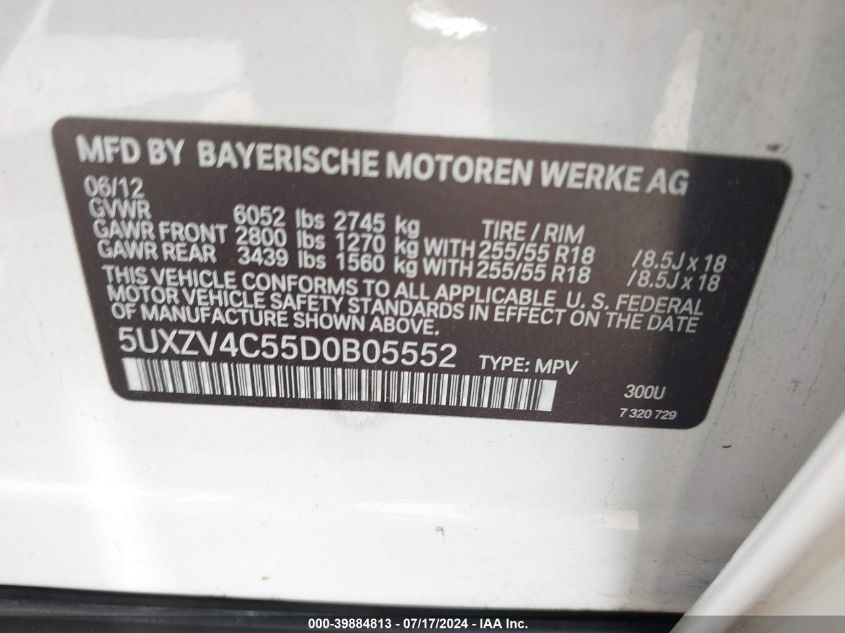 MFD BY BAYERISCHE MOTOREN WERKE AG
06/12
GVWR 6052 lbs 2745 kg TIRE / RIM
GAWR FRONT 2800 lbs 1270 kg WITH 255/55 R18 /8.5J x 18
GAWR REAR 3439 lbs 1560 kg WITH 255/55 R18 /8.5J x 18
THIS VEHICLE CONFORMS TO ALL APPLICABLE U. S. FEDERAL
MOTOR VEHICLE SAFETY STANDARDS IN EFFECT ON THE DATE
OF MANUFACTURE SHOWN ABOVE.
5UXZV4C55D0B05552 TYPE: MPV
300U
7 320 729
110.-39884813 - 07/17/2024 - IAA Inc.